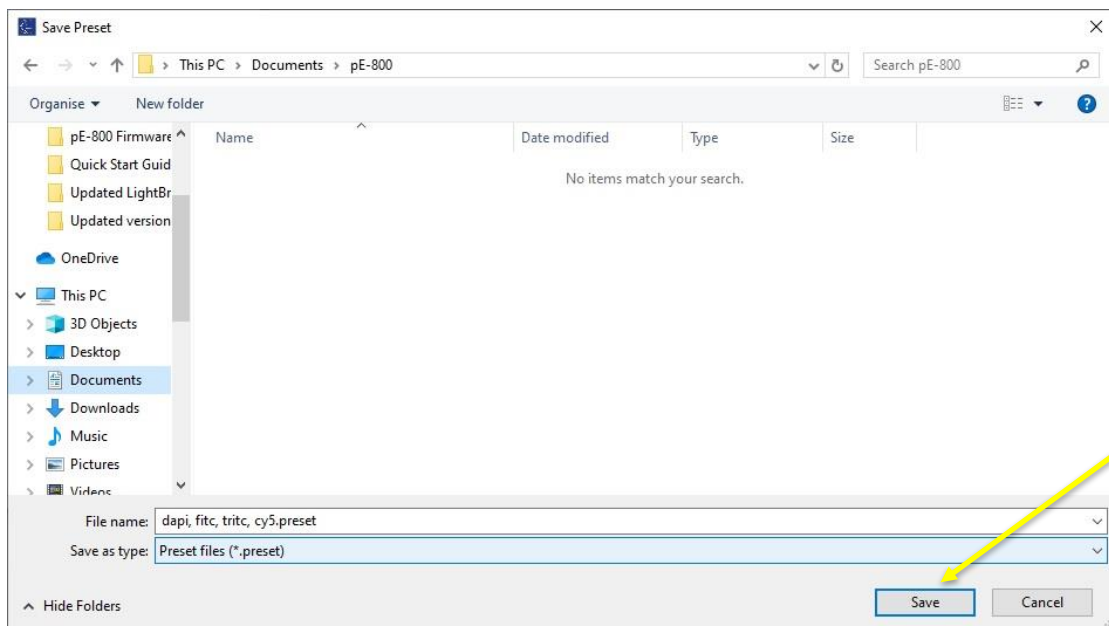 Save Preset
This PC > Documents > pE-800
Search pE-800
Organise New folder
Name Date modified Type Size
No items match your search.
pE-800 Firmware
Quick Start Guid
Updated LightBr
Updated version
OneDrive
This PC
3D Objects
Desktop
Documents
Downloads
Music
Pictures
Videos
File name: dapi, fitc, tritc, cy5.preset
Save as type: Preset files (*.preset)
Hide Folders
Save Cancel